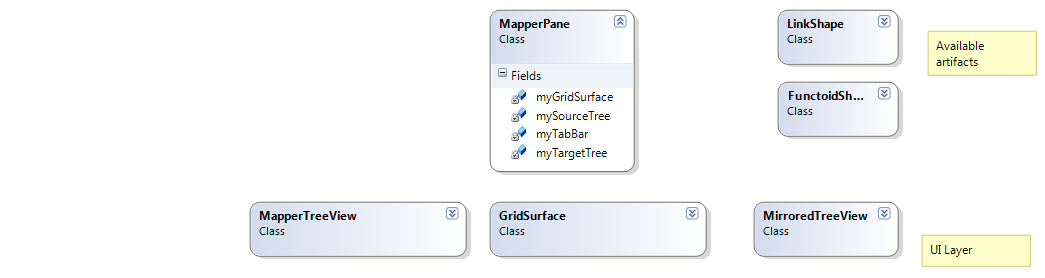 MapperPane
Class
Fields
myGridSurface
mySourceTree
myTabBar
myTargetTree
LinkShape
Class
Available
artifacts
FunctoidSh...
Class
MapperTreeView
Class
GridSurface
Class
MirroredTreeView
Class
UI Layer